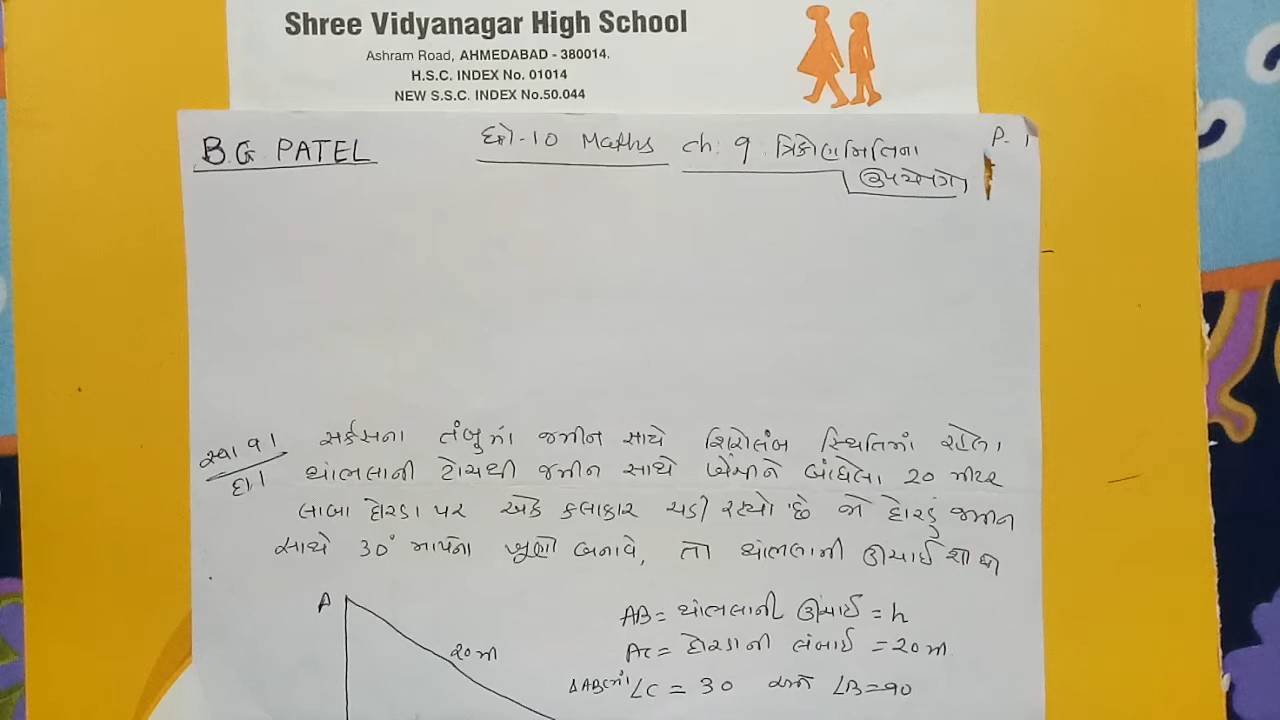 Shree Vidyanagar High School
Ashram Road, AHMEDABAD - 380014.
H.S.C. INDEX No. 01014
NEW S.S.C. INDEX No.50.044
B.G. PATEL ધો-10 Maths ch: 9 ત્રિકોણમિતિના P-1
ઉપયોગો
સ્વા ૧.૧ સર્કસના તંબુમાં જમીન સાથે શિરોલંબ સ્થિતિમાં રહેલા
દા૧ થાંભલાની ટોચથી જમીન સાથે ખેંચીને બાંધેલા 20 મીટર
લાંબા દોરડા પર એક કલાકાર ચડી રહ્યો છે જો દોરડું જમીન
સાથે 30° માપનો ખૂણો બનાવે, તો થાંભલાની ઊંચાઈ શોધો
A AB = થાંભલાની ઊંચાઈ = h
20મી AC = દોરડાની લંબાઈ = 20 મી.
ΔABCમાં ∠C = 30 અને ∠B = 90